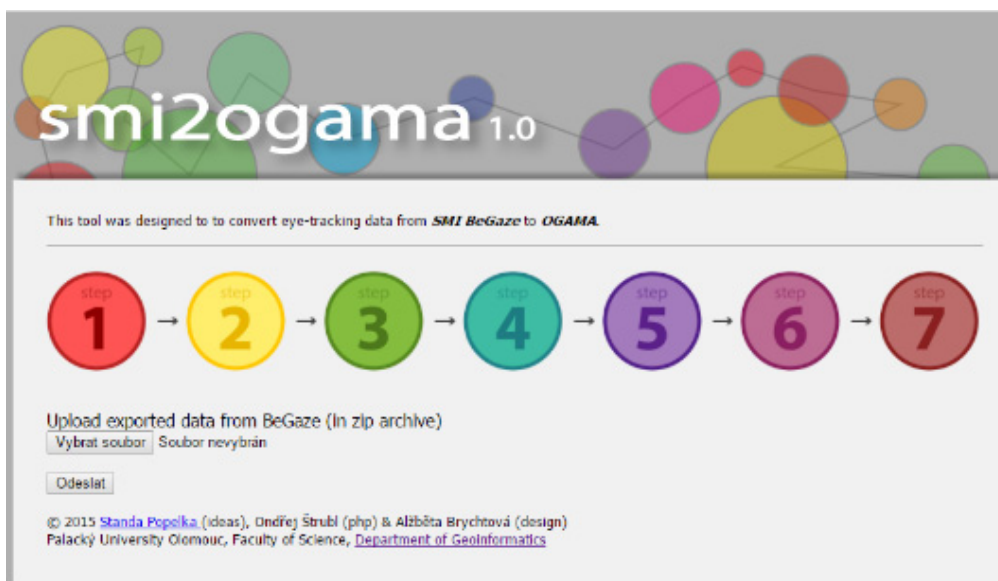 smi2ogama 1.0
This tool was designed to to convert eye-tracking data from SMI BeGaze to OGAMA.
step step step step step step step
1 → 2 → 3 → 4 → 5 → 6 → 7
Upload exported data from BeGaze (in zip archive)
Vybrat soubor Soubor nevybrán
Odeslat
© 2015 Standa Popelka (ideas), Ondřej Štrubl (php) & Alžběta Brychtová (design)
Palacký University Olomouc, Faculty of Science, Department of Geoinformatics